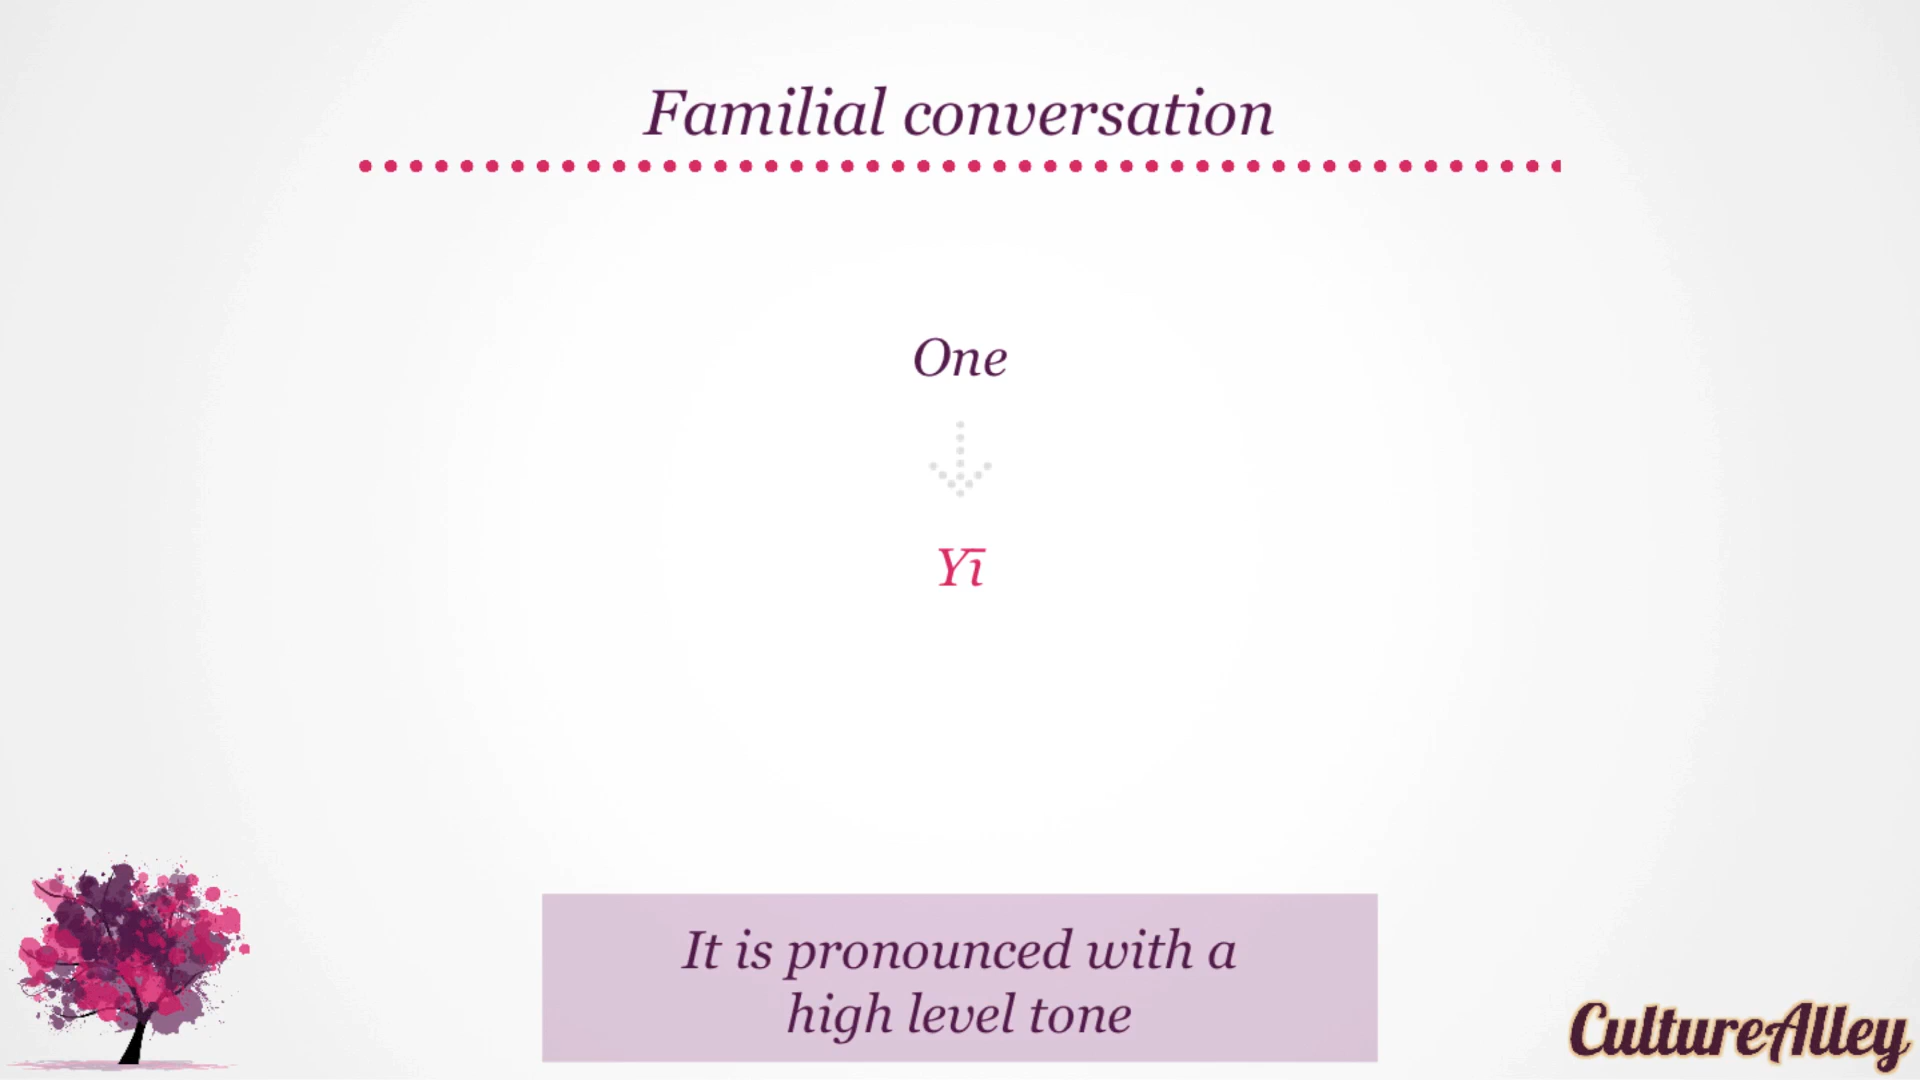 Familial conversation
One
Yī
It is pronounced with a
high level tone
CultureAlley